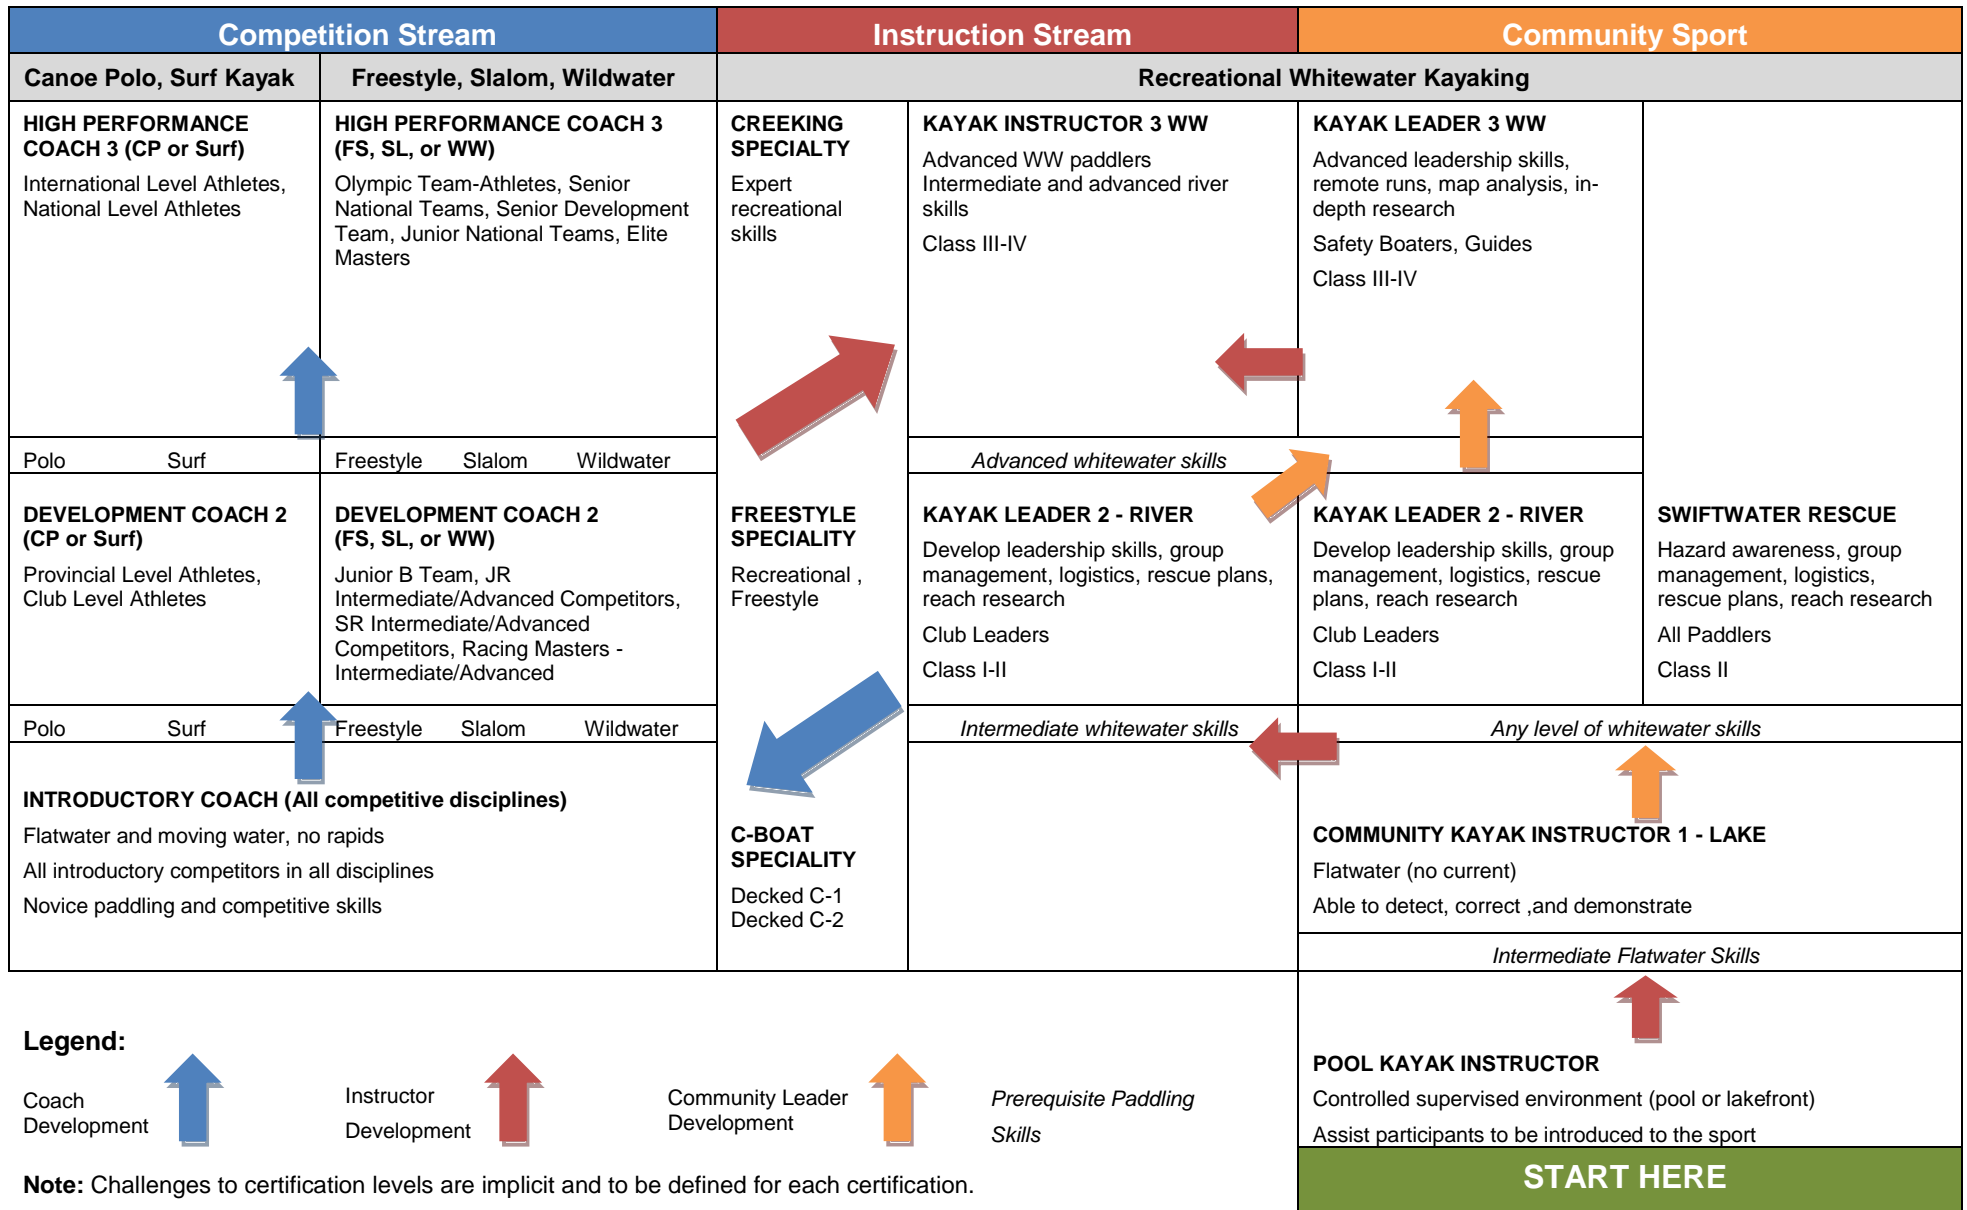 Competition Stream
Instruction Stream
Community Sport
Canoe Polo, Surf Kayak
Freestyle, Slalom, Wildwater
Recreational Whitewater Kayaking
HIGH PERFORMANCE
COACH 3 (CP or Surf)
International Level Athletes,
National Level Athletes
HIGH PERFORMANCE COACH 3
(FS, SL, or WW)
Olympic Team-Athletes, Senior
National Teams, Senior Development
Team, Junior National Teams, Elite
Masters
CREEKING
SPECIALTY
Expert
recreational
skills
KAYAK INSTRUCTOR 3 WW
Advanced WW paddlers
Intermediate and advanced river
skills
Class III-IV
KAYAK LEADER 3 WW
Advanced leadership skills,
remote runs, map analysis, in-
depth research
Safety Boaters, Guides
Class III-IV
Polo Surf
Freestyle Slalom Wildwater
Advanced whitewater skills
DEVELOPMENT COACH 2
(CP or Surf)
Provincial Level Athletes,
Club Level Athletes
DEVELOPMENT COACH 2
(FS, SL, or WW)
Junior B Team, JR
Intermediate/Advanced Competitors,
SR Intermediate/Advanced
Competitors, Racing Masters -
Intermediate/Advanced
FREESTYLE
SPECIALITY
Recreational ,
Freestyle
KAYAK LEADER 2 - RIVER
Develop leadership skills, group
management, logistics, rescue plans,
reach research
Club Leaders
Class I-II
KAYAK LEADER 2 - RIVER
Develop leadership skills, group
management, logistics, rescue
plans, reach research
Club Leaders
Class I-II
SWIFTWATER RESCUE
Hazard awareness, group
management, logistics,
rescue plans, reach research
All Paddlers
Class II
Polo Surf
Freestyle Slalom Wildwater
Intermediate whitewater skills
Any level of whitewater skills
INTRODUCTORY COACH (All competitive disciplines)
Flatwater and moving water, no rapids
All introductory competitors in all disciplines
Novice paddling and competitive skills
C-BOAT
SPECIALITY
Decked C-1
Decked C-2
COMMUNITY KAYAK INSTRUCTOR 1 - LAKE
Flatwater (no current)
Able to detect, correct ,and demonstrate
Intermediate Flatwater Skills
POOL KAYAK INSTRUCTOR
Controlled supervised environment (pool or lakefront)
Assist participants to be introduced to the sport
START HERE
Legend:
Coach
Development
Instructor
Development
Community Leader
Development
Prerequisite Paddling
Skills
Note: Challenges to certification levels are implicit and to be defined for each certification.